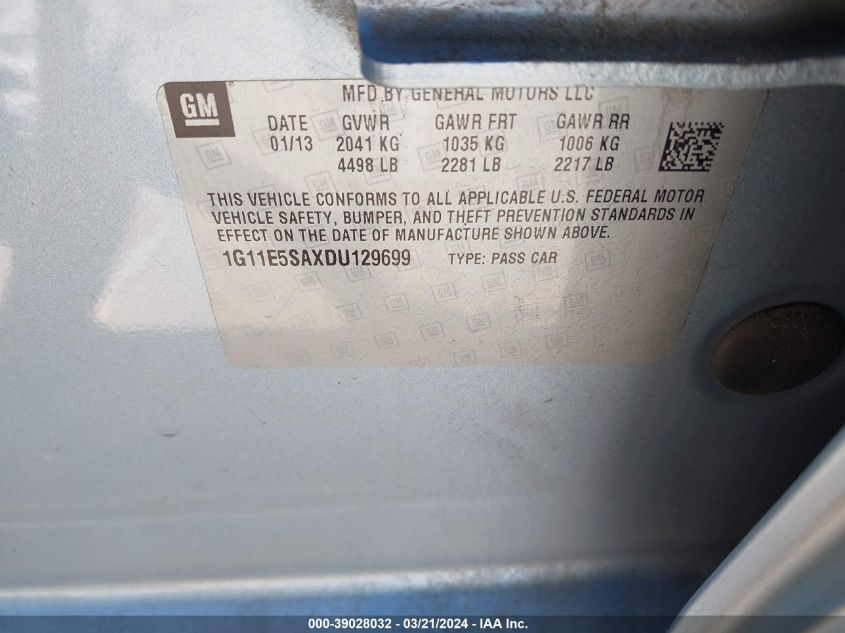 GM
MFD BY GENERAL MOTORS LLC
DATE GVWR GAWR FRT GAWR RR
01/13 2041 KG 1035 KG 1006 KG
4498 LB 2281 LB 2217 LB
THIS VEHICLE CONFORMS TO ALL APPLICABLE U.S. FEDERAL MOTOR
VEHICLE SAFETY, BUMPER, AND THEFT PREVENTION STANDARDS IN
EFFECT ON THE DATE OF MANUFACTURE SHOWN ABOVE.
1G11E5SAXDU129699 TYPE: PASS CAR
000-39028032 / 03/21/2024 - IAA Inc.